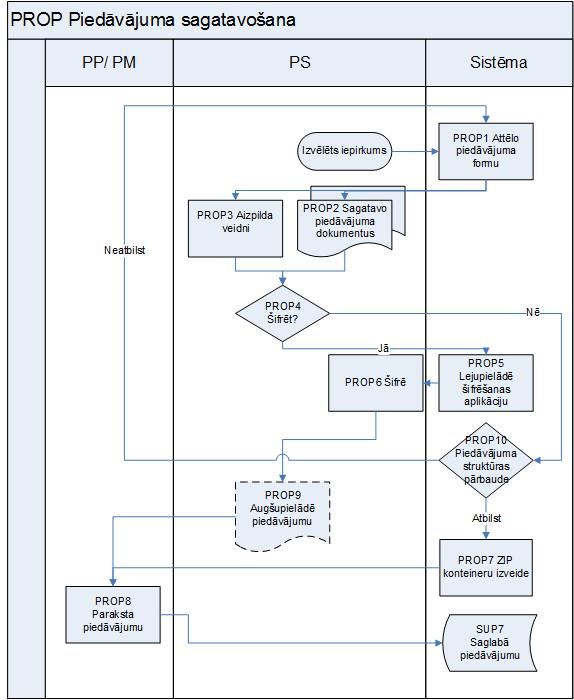 PROP Piedāvājuma sagatavošana
PP/ PM
PS
Sistēma
Izvēlēts iepirkums
PROP1 Attēlo
piedāvājuma
formu
PROP3 Aizpilda
veidni
PROP2 Sagatavo
piedāvājuma
dokumentus
Neatbilst
PROP4
Šifrēt?
Nē
Jā
PROP6 Šifrē
PROP5
Lejupielādē
šifrēšanas
aplikāciju
PROP10
Piedāvājuma
struktūras
pārbaude
PROP9
Augšupielādē
piedāvājumu
Atbilst
PROP7 ZIP
konteineru izveide
PROP8
Paraksta
piedāvājumu
SUP7
Saglabā
piedāvājumu